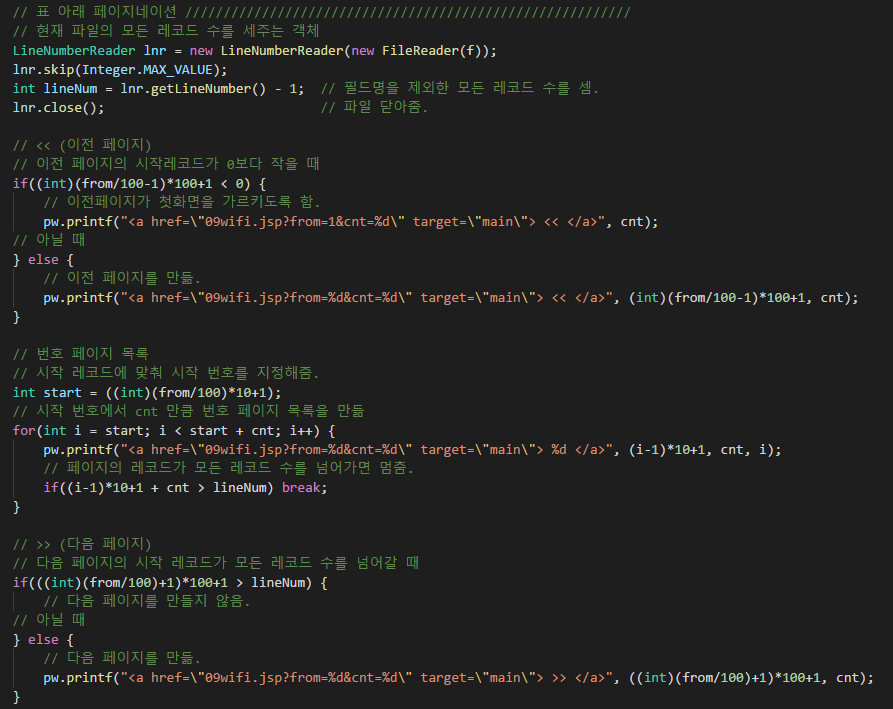 // 표 아래 페이지네이션 //////////////////////////////////////////////////////////
// 현재 파일의 모든 레코드 수를 세주는 객체
LineNumberReader lnr = new LineNumberReader(new FileReader(f));
lnr.skip(Integer.MAX_VALUE);
int lineNum = lnr.getLineNumber() - 1;  // 필드명을 제외한 모든 레코드 수를 셈.
lnr.close();                            // 파일 닫아줌.

// << (이전 페이지)
// 이전 페이지의 시작레코드가 0보다 작을 때
if((int)(from/100-1)*100+1 < 0) {
    // 이전페이지가 첫화면을 가르키도록 함.
    pw.printf("<a href=\"09wifi.jsp?from=1&cnt=%d\" target=\"main\"> << </a>", cnt);
// 아닐 때
} else {
    // 이전 페이지를 만듦.
    pw.printf("<a href=\"09wifi.jsp?from=%d&cnt=%d\" target=\"main\"> << </a>", (int)(from/100-1)*100+1, cnt);
}

// 번호 페이지 목록
// 시작 레코드에 맞춰 시작 번호를 지정해줌.
int start = ((int)(from/100)*10+1);
// 시작 번호에서 cnt 만큼 번호 페이지 목록을 만듦
for(int i = start; i < start + cnt; i++) {
    pw.printf("<a href=\"09wifi.jsp?from=%d&cnt=%d\" target=\"main\"> %d </a>", (i-1)*10+1, cnt, i);
    // 페이지의 레코드가 모든 레코드 수를 넘어가면 멈춤.
    if((i-1)*10+1 + cnt > lineNum) break;
}

// >> (다음 페이지)
// 다음 페이지의 시작 레코드가 모든 레코드 수를 넘어갈 때
if(((int)(from/100)+1)*100+1 > lineNum) {
    // 다음 페이지를 만들지 않음.
// 아닐 때
} else {
    // 다음 페이지를 만듦.
    pw.printf("<a href=\"09wifi.jsp?from=%d&cnt=%d\" target=\"main\"> >> </a>", ((int)(from/100)+1)*100+1, cnt);
}